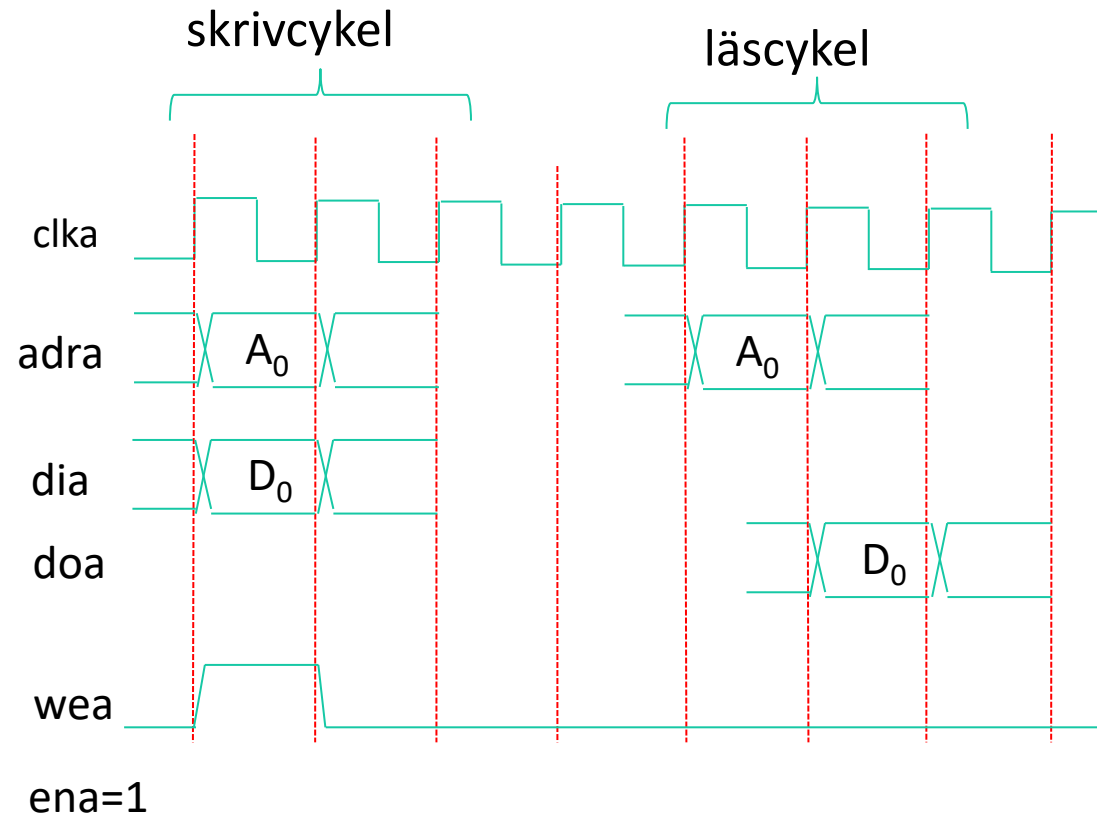 skrivcykel
läscykel
clka
adra A₀ A₀
dia D₀
doa D₀
wea
ena=1